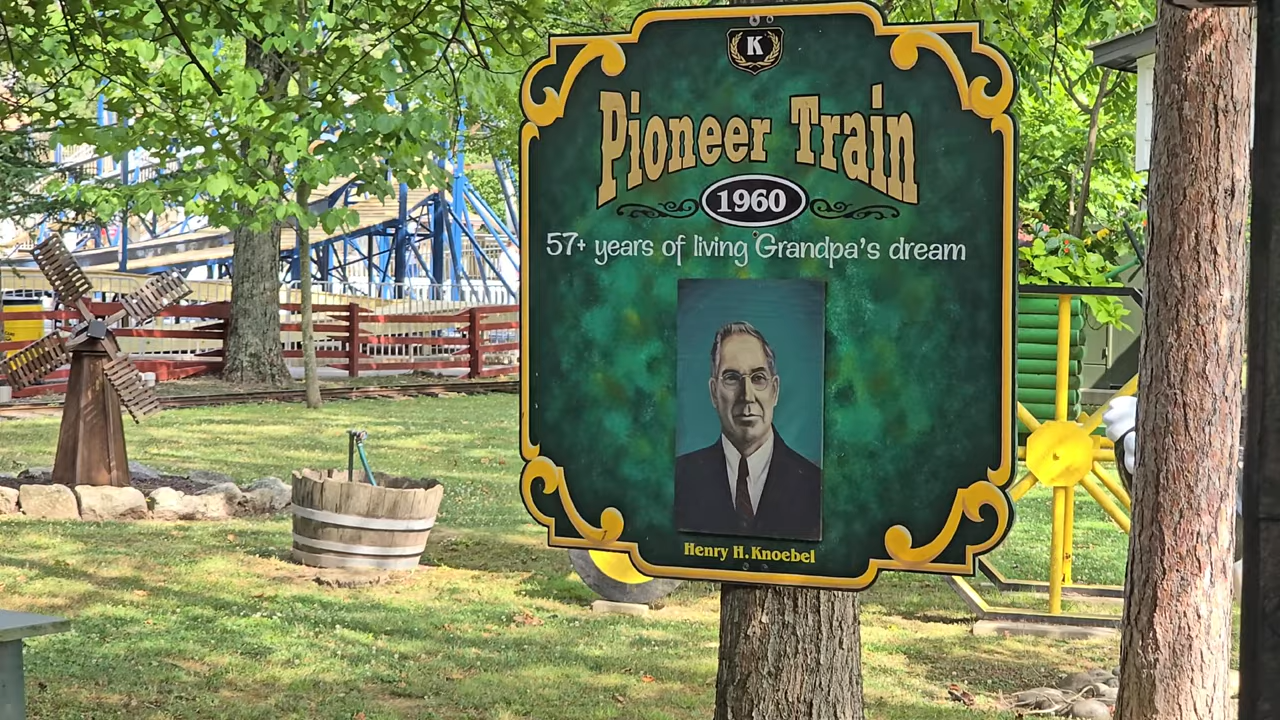 K
Pioneer Train
1960
57+ years of living Grandpa's dream
Henry H. Knoebel